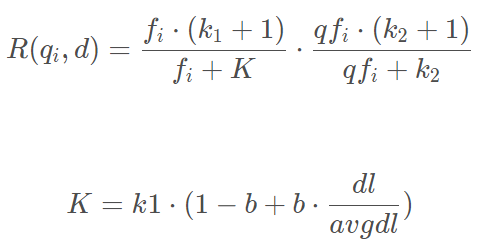 R(q_i, d) = \frac{f_i \cdot (k_1 + 1)}{f_i + K} \cdot \frac{qf_i \cdot (k_2 + 1)}{qf_i + k_2}
K = k1 \cdot (1 - b + b \cdot \frac{dl}{avgdl})